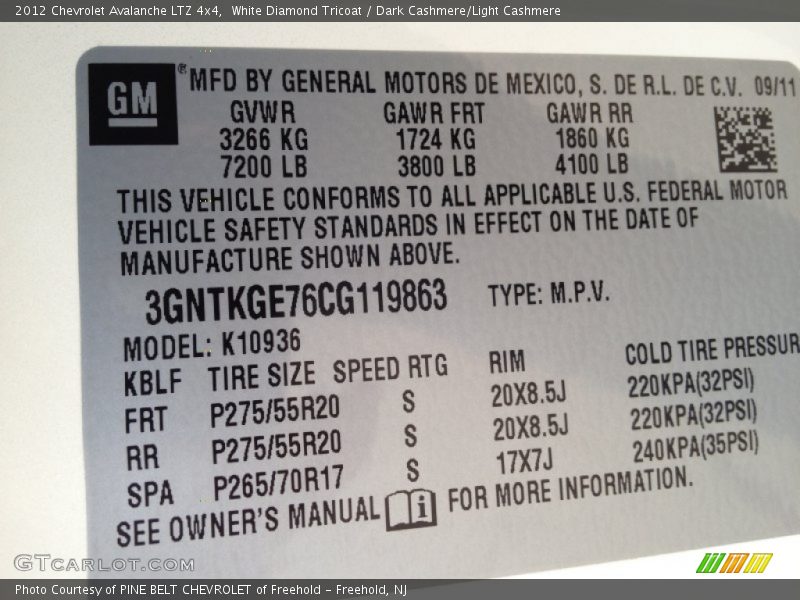 2012 Chevrolet Avalanche LTZ 4x4,  White Diamond Tricoat / Dark Cashmere/Light Cashmere
GM ® MFD BY GENERAL MOTORS DE MEXICO, S. DE R.L. DE C.V. 09/11
GVWR GAWR FRT GAWR RR
3266 KG 1724 KG 1860 KG
7200 LB 3800 LB 4100 LB
THIS VEHICLE CONFORMS TO ALL APPLICABLE U.S. FEDERAL MOTOR
VEHICLE SAFETY STANDARDS IN EFFECT ON THE DATE OF
MANUFACTURE SHOWN ABOVE.
3GNTKGE76CG119863 TYPE: M.P.V.
MODEL: K10936
KBLF TIRE SIZE SPEED RTG RIM COLD TIRE PRESSUR
FRT P275/55R20 S 20X8.5J 220KPA(32PSI)
RR P275/55R20 S 20X8.5J 220KPA(32PSI)
SPA P265/70R17 S 17X7J 240KPA(35PSI)
SEE OWNER'S MANUAL i FOR MORE INFORMATION.
GTcarlot.com
Photo Courtesy of PINE BELT CHEVROLET of Freehold – Freehold, NJ